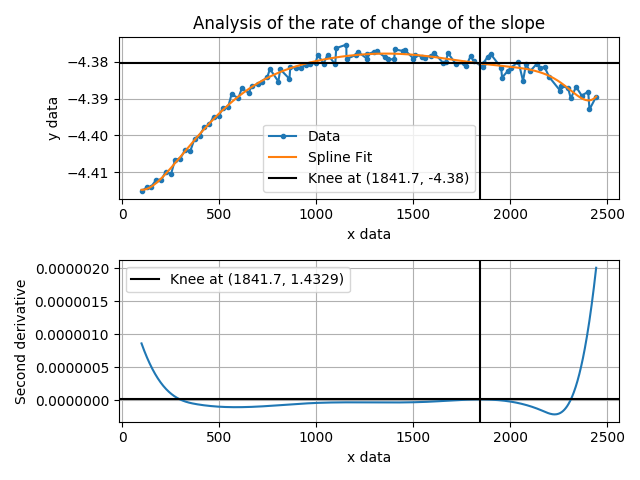 Analysis of the rate of change of the slope
−4.38
−4.39
−4.40
−4.41
y data
Data
Spline Fit
Knee at (1841.7, -4.38)
0 500 1000 1500 2000 2500
x data
0.0000020
0.0000015
0.0000010
0.0000005
0.0000000
Second derivative
Knee at (1841.7, 1.4329)
0 500 1000 1500 2000 2500
x data